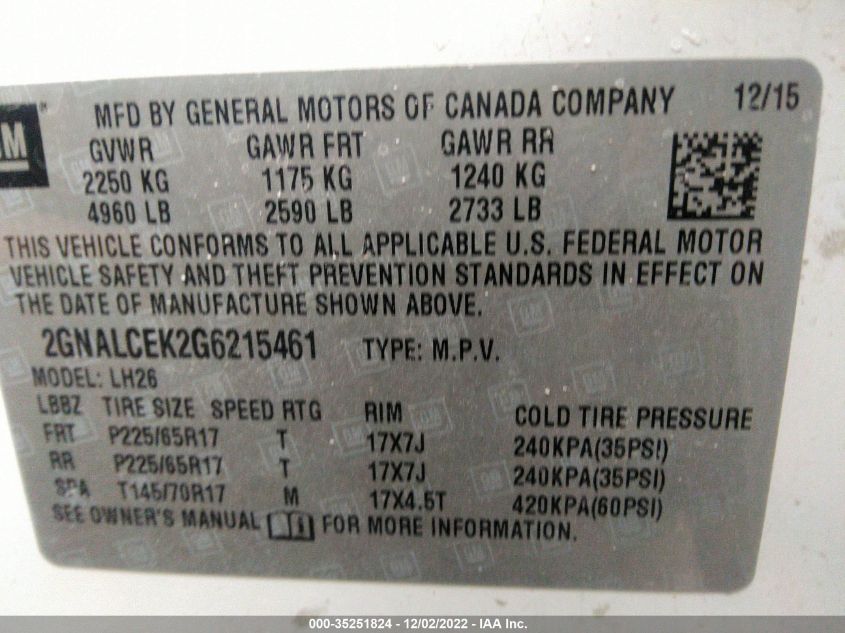 GM
MFD BY GENERAL MOTORS OF CANADA COMPANY 12/15
GVWR GAWR FRT GAWR RR
2250 KG 1175 KG 1240 KG
4960 LB 2590 LB 2733 LB
THIS VEHICLE CONFORMS TO ALL APPLICABLE U.S. FEDERAL MOTOR
VEHICLE SAFETY AND THEFT PREVENTION STANDARDS IN EFFECT ON
THE DATE OF MANUFACTURE SHOWN ABOVE.
2GNALCEK2G6215461 TYPE: M.P.V.
MODEL: LH26
LBBZ TIRE SIZE SPEED RTG RIM COLD TIRE PRESSURE
FRT P225/65R17 T 17X7J 240KPA(35PSI)
RR P225/65R17 T 17X7J 240KPA(35PSI)
SPA T145/70R17 M 17X4.5T 420KPA(60PSI)
SEE OWNER'S MANUAL FOR MORE INFORMATION.
000-35251824 - 12/02/2022 - IAA Inc.